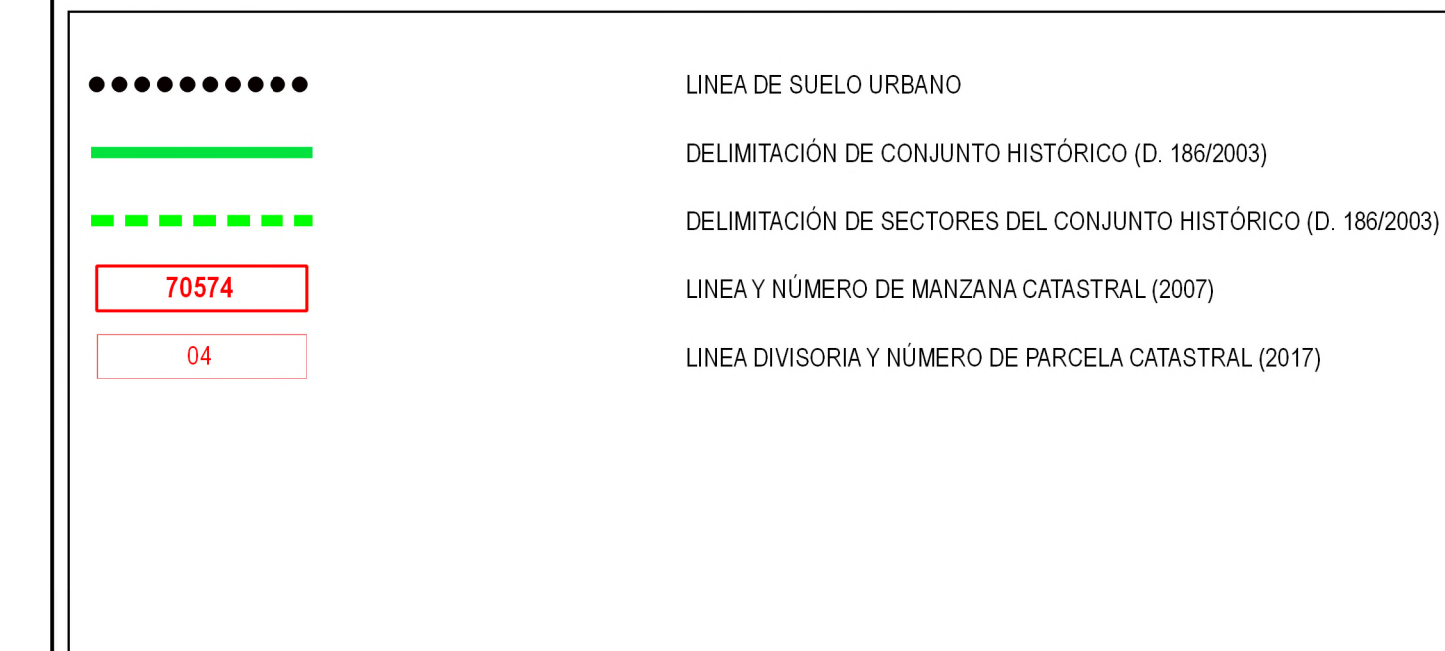 LINEA DE SUELO URBANO
DELIMITACIÓN DE CONJUNTO HISTÓRICO (D. 186/2003)
DELIMITACIÓN DE SECTORES DEL CONJUNTO HISTÓRICO (D. 186/2003)
70574 LINEA Y NÚMERO DE MANZANA CATASTRAL (2007)
04 LINEA DIVISORIA Y NÚMERO DE PARCELA CATASTRAL (2017)